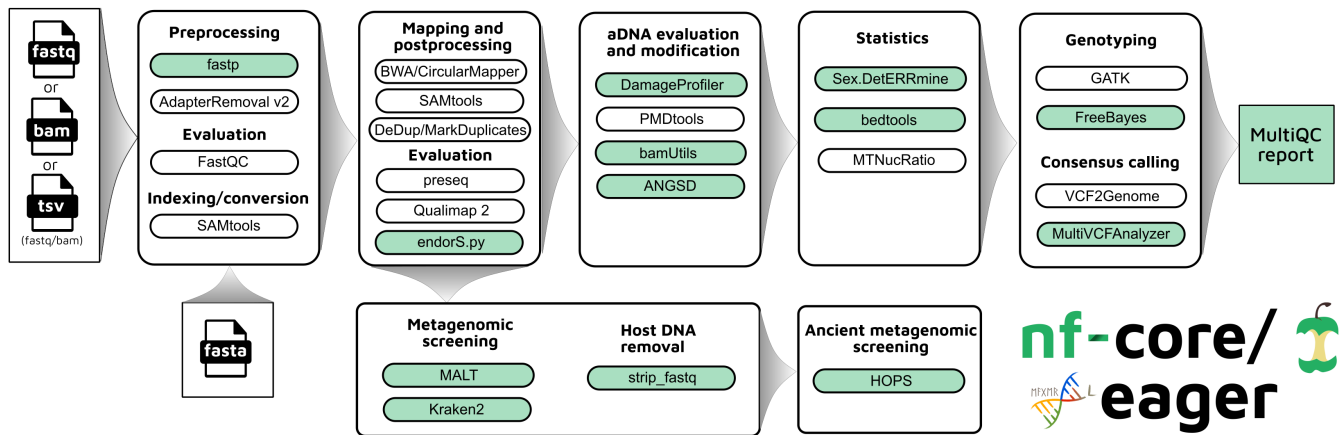 fastq
or
bam
or
tsv
(fastq/bam)
Preprocessing
fastp
AdapterRemoval v2
Evaluation
FastQC
Indexing/conversion
SAMtools
fasta
Mapping and
postprocessing
BWA/CircularMapper
SAMtools
DeDup/MarkDuplicates
Evaluation
preseq
Qualimap 2
endorS.py
aDNA evaluation
and modification
DamageProfiler
PMDtools
bamUtils
ANGSD
Statistics
Sex.DetERRmine
bedtools
MTNucRatio
Genotyping
GATK
FreeBayes
Consensus calling
VCF2Genome
MultiVCFAnalyzer
MultiQC
report
Metagenomic
screening
MALT
Kraken2
Host DNA
removal
strip_fastq
Ancient metagenomic
screening
HOPS
nf-core/
eager